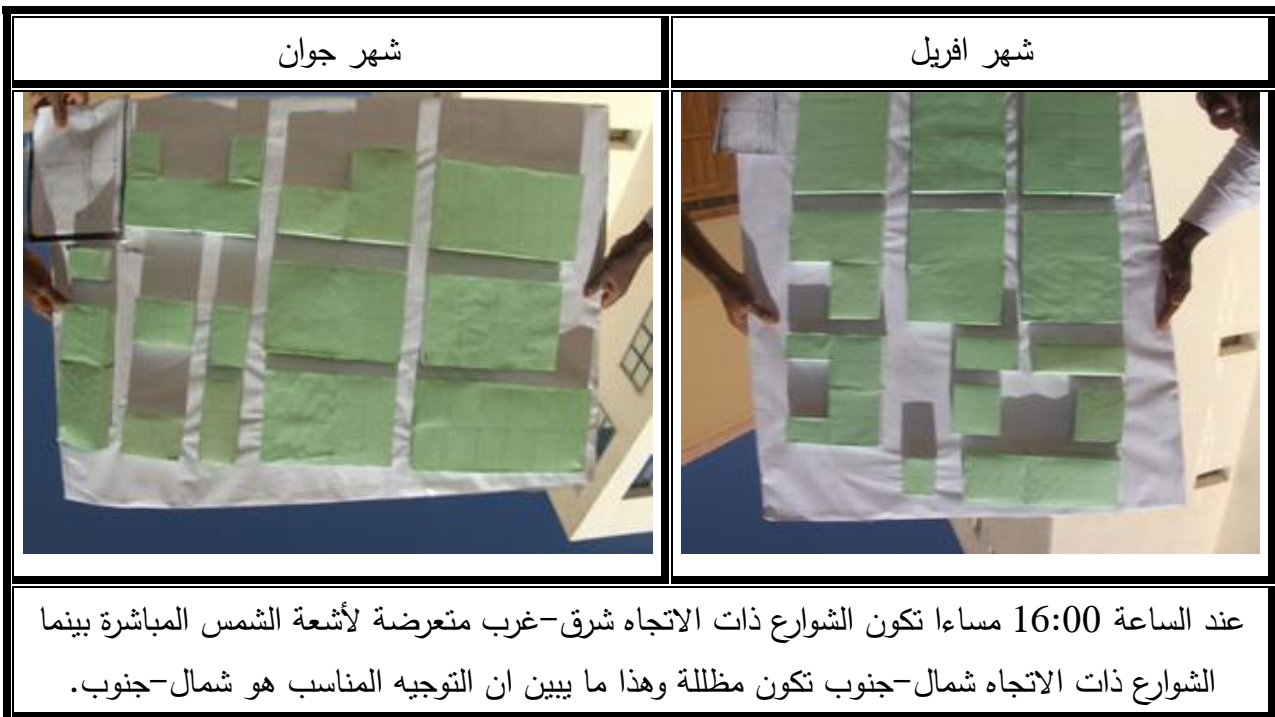 شهر افريل
شهر جوان
عند الساعة 16:00 مساءا تكون الشوارع ذات الاتجاه شرق-غرب متعرضة لأشعة الشمس المباشرة بينما
الشوارع ذات الاتجاه شمال-جنوب تكون مظللة وهذا ما يبين ان التوجيه المناسب هو شمال-جنوب.